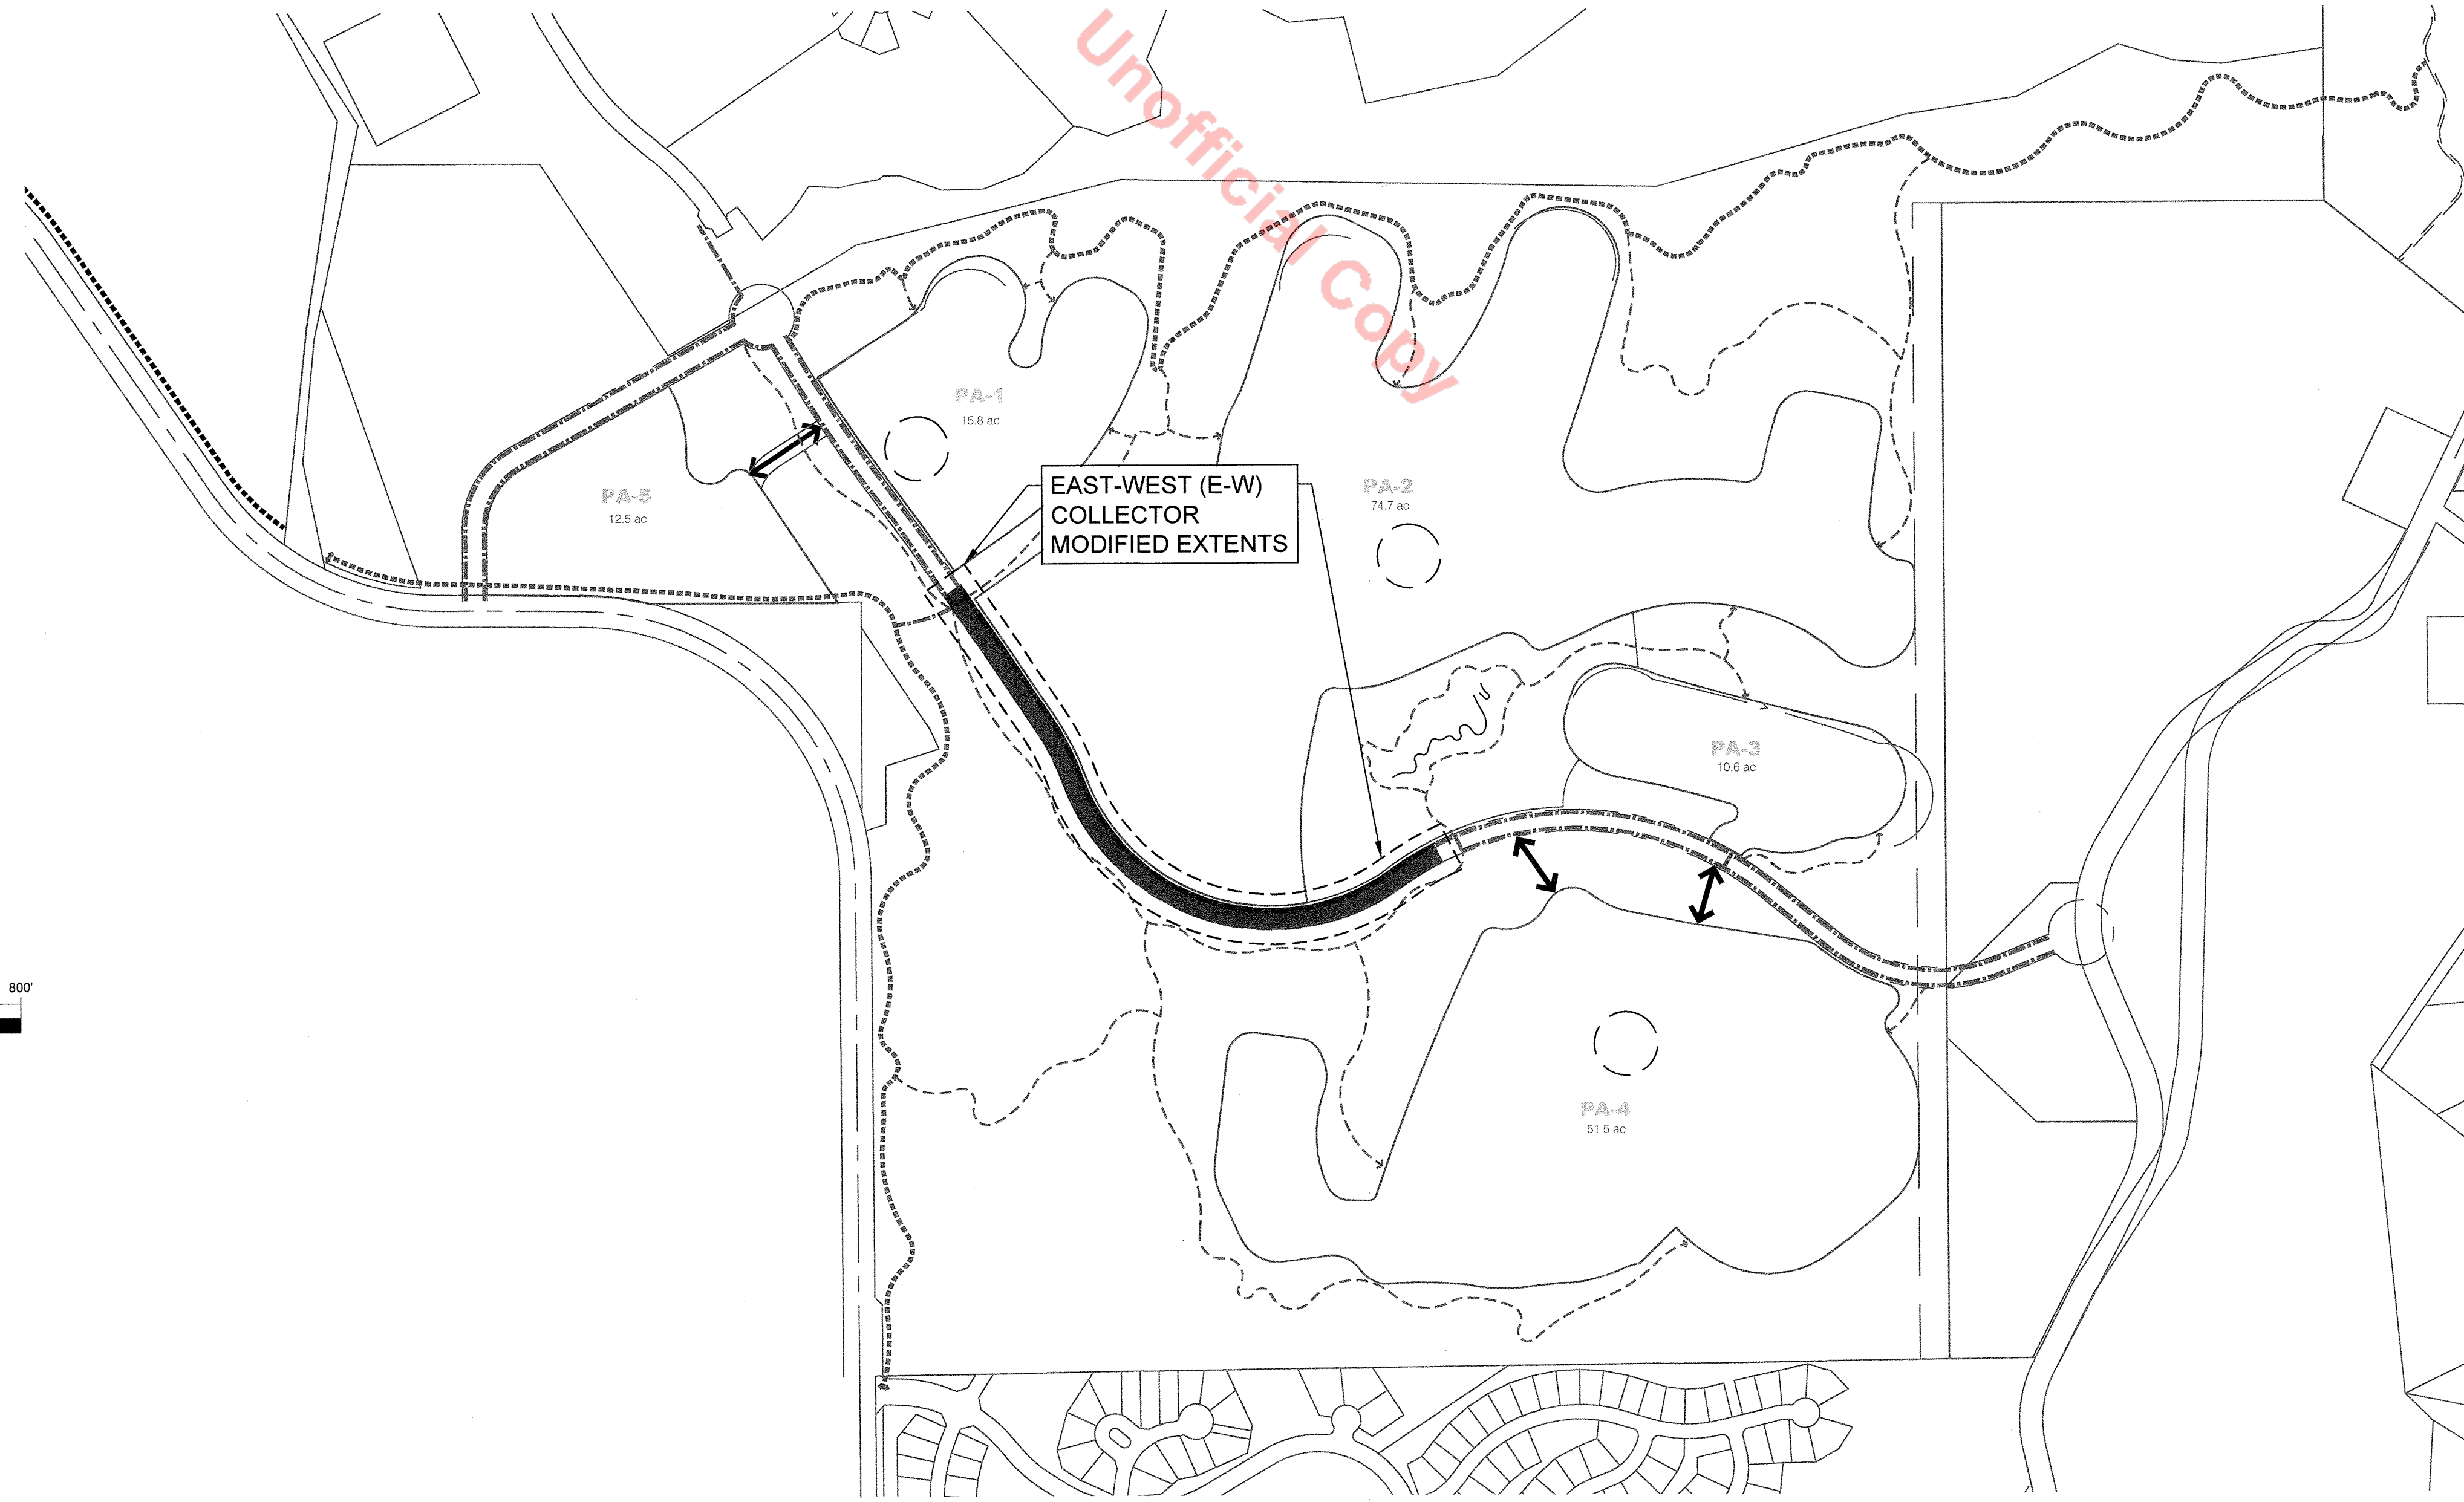 Unofficial Copy
PA-1
15.8 ac
EAST-WEST (E-W)
COLLECTOR
MODIFIED EXTENTS
PA-2
74.7 ac
PA-5
12.5 ac
PA-3
10.6 ac
800'
PA-4
51.5 ac